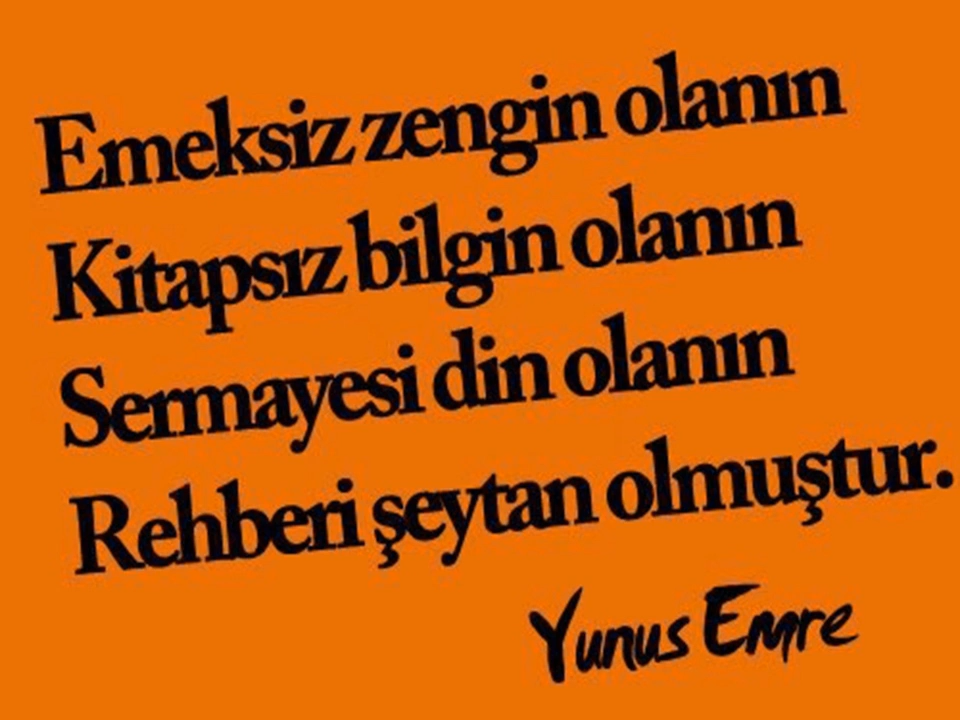 Emeksiz zengin olanın
Kitapsız bilgin olanın
Sermayesi din olanın
Rehberi şeytan olmuştur.
Yunus Emre